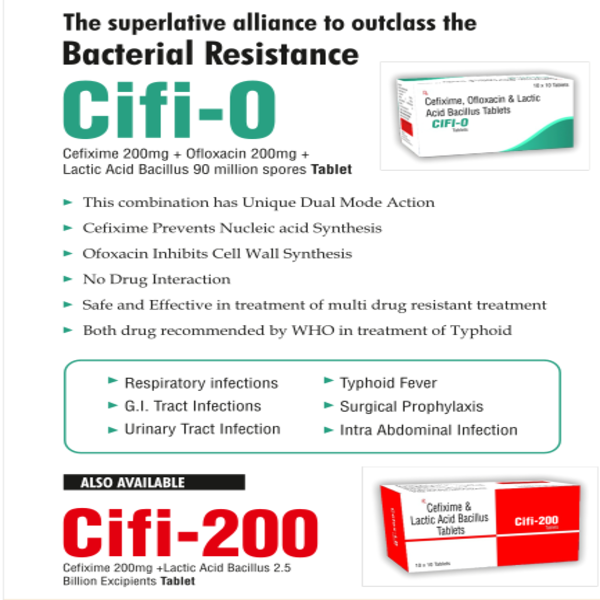 The superlative alliance to outclass the
Bacterial Resistance
Cifi-O
Cefixime 200mg + Ofloxacin 200mg +
Lactic Acid Bacillus 90 million spores Tablet
Rx
10 x 10 Tablets
Cefixime, Ofloxacin & Lactic
Acid Bacillus Tablets
CIFI-O
Tablets
► This combination has Unique Dual Mode Action
► Cefixime Prevents Nucleic acid Synthesis
► Ofoxacin Inhibits Cell Wall Synthesis
► No Drug Interaction
► Safe and Effective in treatment of multi drug resistant treatment
► Both drug recommended by WHO in treatment of Typhoid
► Respiratory infections
► G.I. Tract Infections
► Urinary Tract Infection
► Typhoid Fever
► Surgical Prophylaxis
► Intra Abdominal Infection
ALSO AVAILABLE
Cifi-200
Cefixime 200mg +Lactic Acid Bacillus 2.5
Billion Excipients Tablet
Cefixime &
Lactic Acid Bacillus
Tablets
10 x 10 Tablets
Cifi-200
Tablets